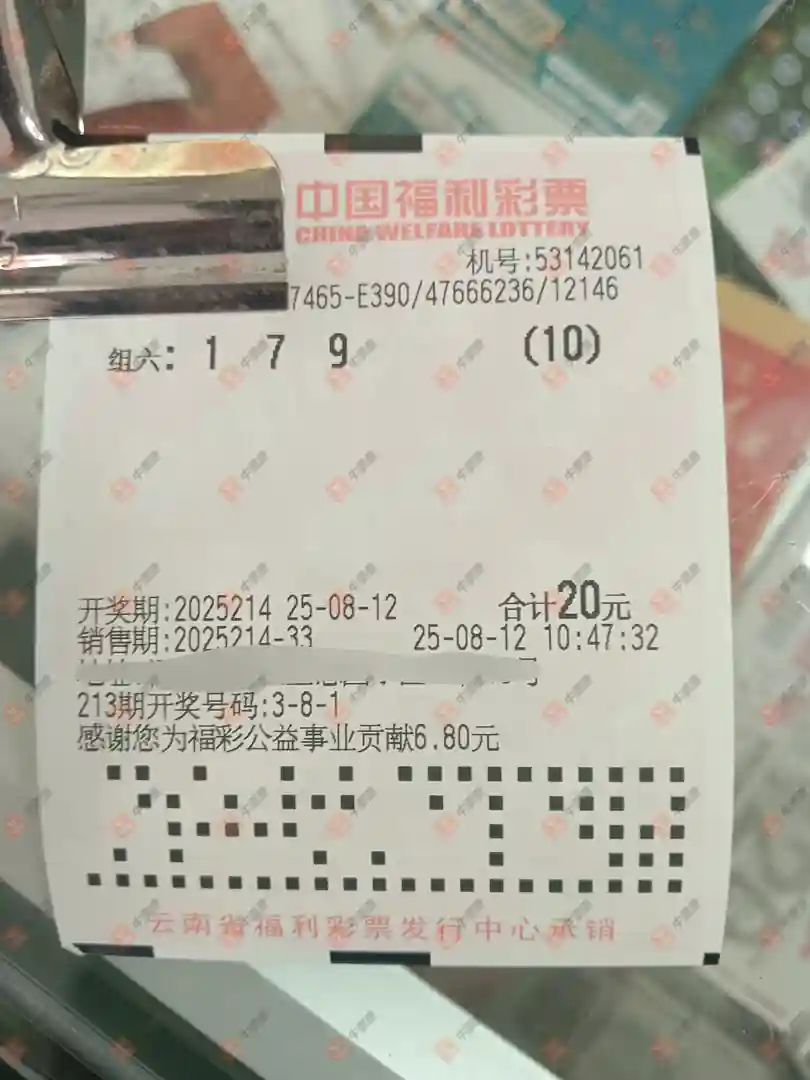 中国福利彩票
CHINA WELFARE LOTTERY
机号:53142061
7465-E390/47666236/12146
组六: 1 7 9 (10)
开奖期:2025214 25-08-12 合计20元
销售期:2025214-33 25-08-12 10:47:32
213期开奖号码:3-8-1
感谢您为福彩公益事业贡献6.80元
云南省福利彩票发行中心承销